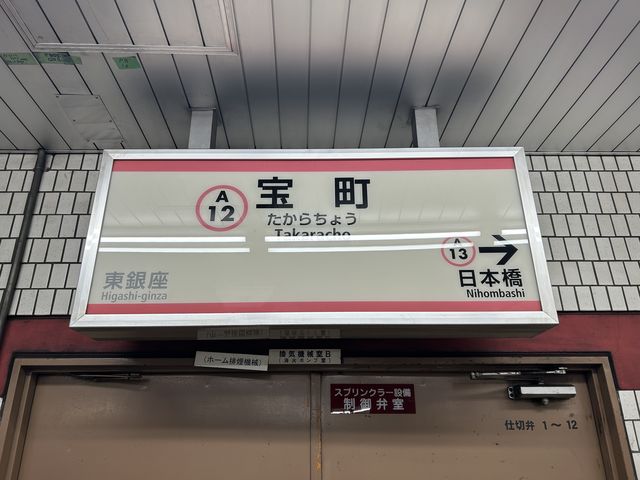 A
12
宝町
たからちょう
Takaracho
A
13
日本橋
Nihombashi
東銀座
Higashi-ginza
(ホーム排煙機械)
換気機械室B
スプリンクラー設備
制御弁室
仕切弁 1～12